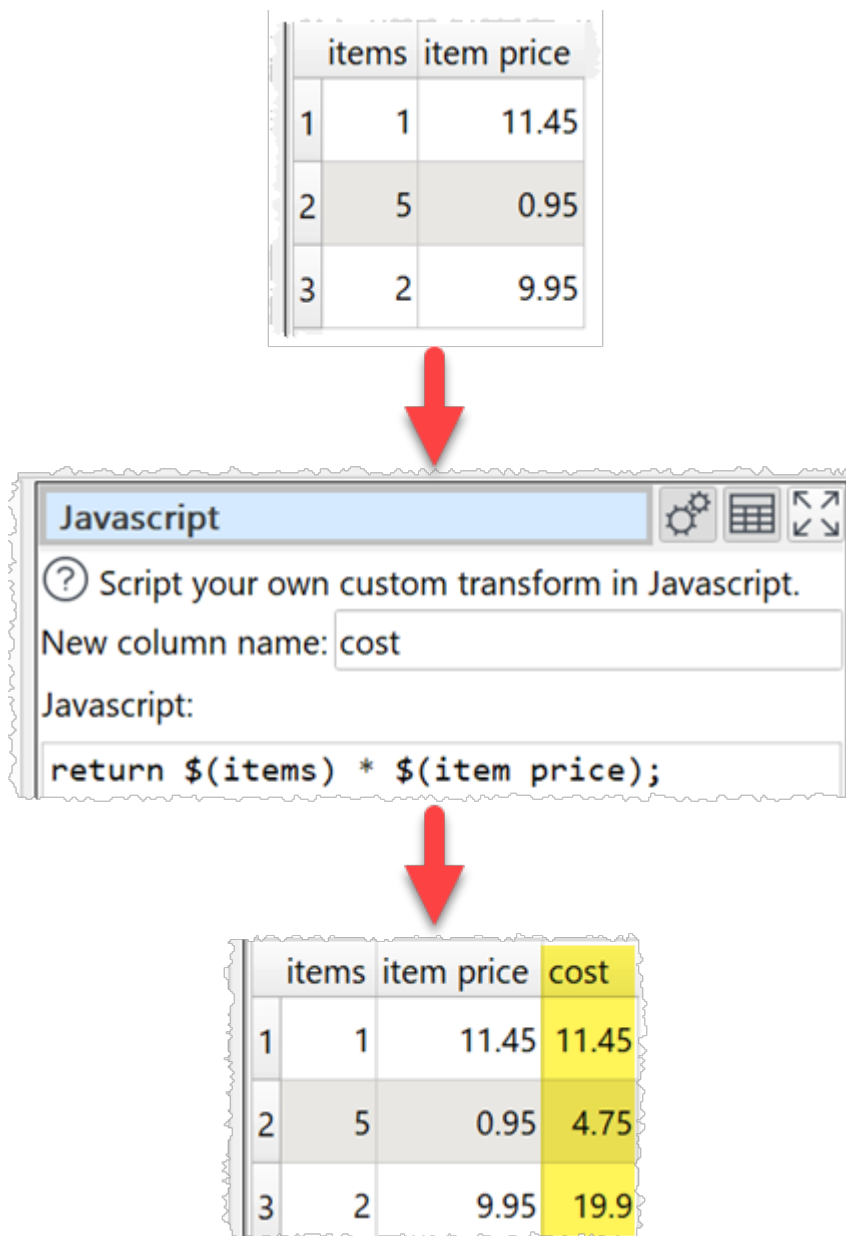 items item price
1 1 11.45
2 5 0.95
3 2 9.95
Javascript
? Script your own custom transform in Javascript.
New column name: cost
Javascript:
return $(items) * $(item price);
items item price cost
1 1 11.45 11.45
2 5 0.95 4.75
3 2 9.95 19.9